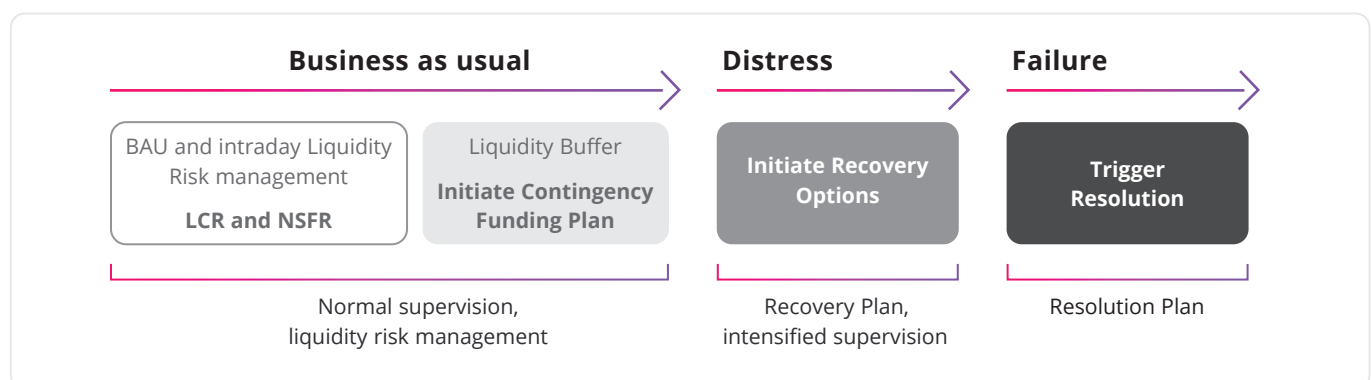 Business as usual
Distress
Failure
BAU and intraday Liquidity
Risk management
LCR and NSFR
Liquidity Buffer
Initiate Contingency
Funding Plan
Initiate Recovery
Options
Trigger
Resolution
Normal supervision,
liquidity risk management
Recovery Plan,
intensified supervision
Resolution Plan